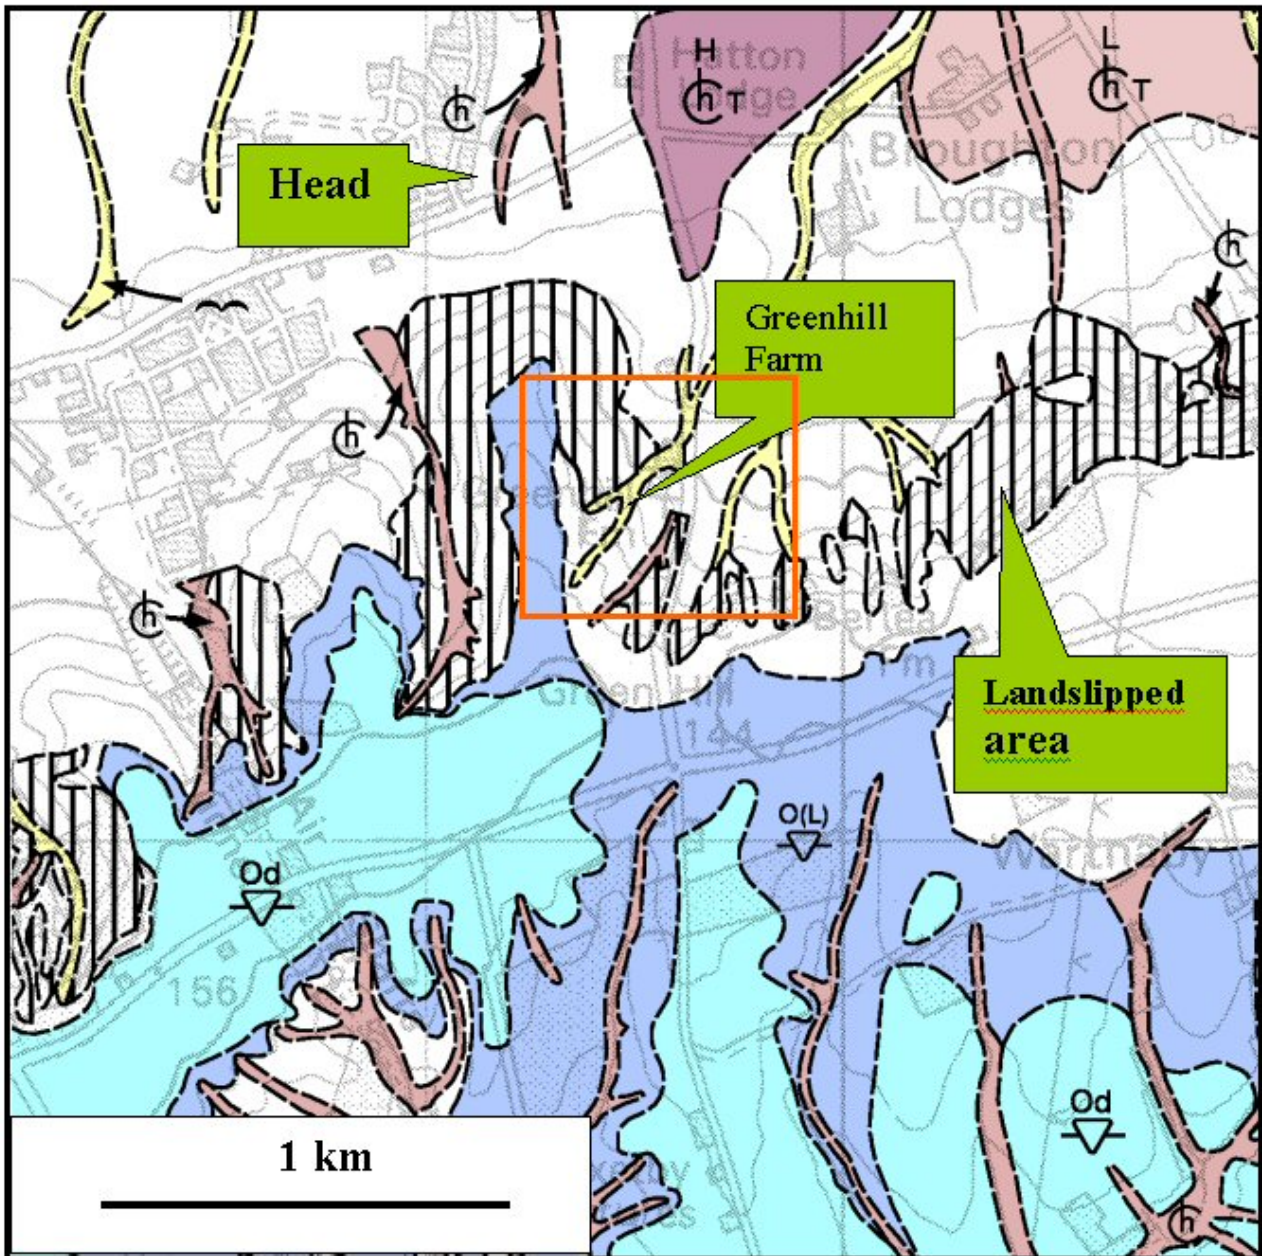 H
Hatton
Lodge
h T
L
h T
h
Broughton
Lodges
Head
h
Greenhill
Farm
h
h
Green Hill
144
Landslipped
area
O(L)
Wartnaby
Od
156
Od
1 km
h